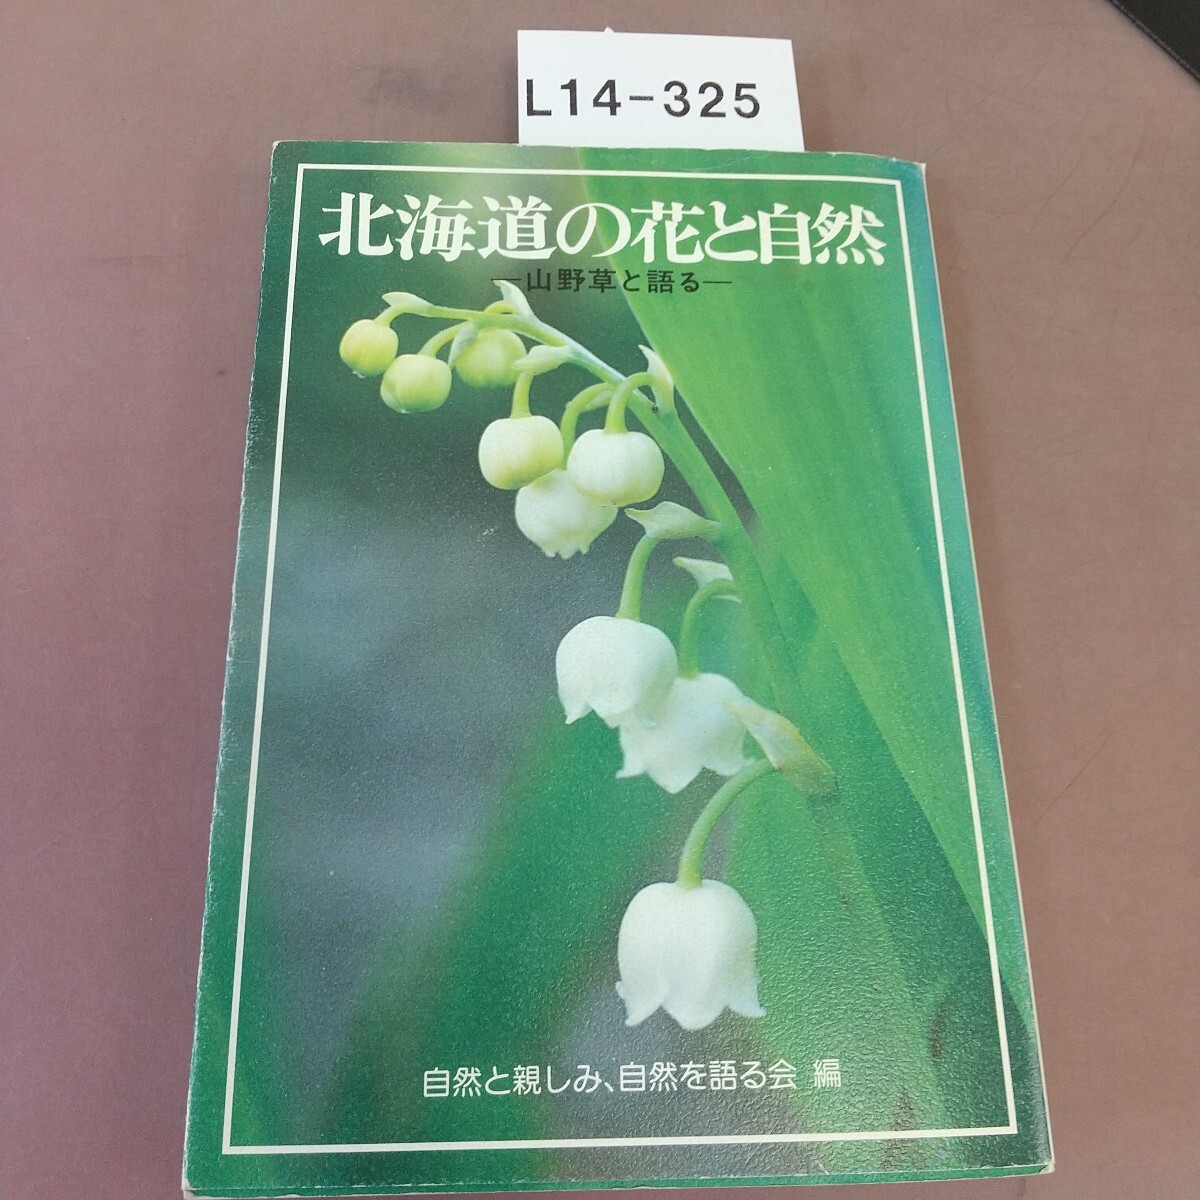 L14-325
北海道の花と自然
―山野草と語る―
自然と親しみ、自然を語る会 編